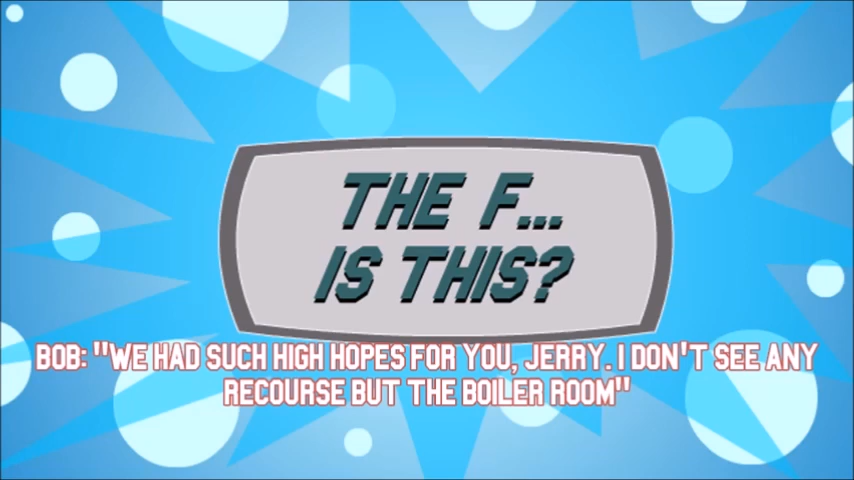 THE F...
IS THIS?
BOB: "WE HAD SUCH HIGH HOPES FOR YOU, JERRY. I DON'T SEE ANY
RECOURSE BUT THE BOILER ROOM"